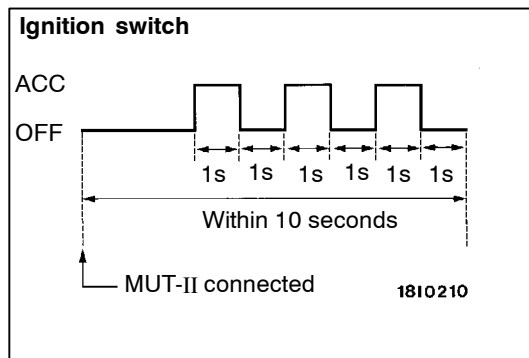 Ignition switch
ACC
OFF
1s 1s 1s 1s 1s 1s
Within 10 seconds
MUT-II connected
18I0210